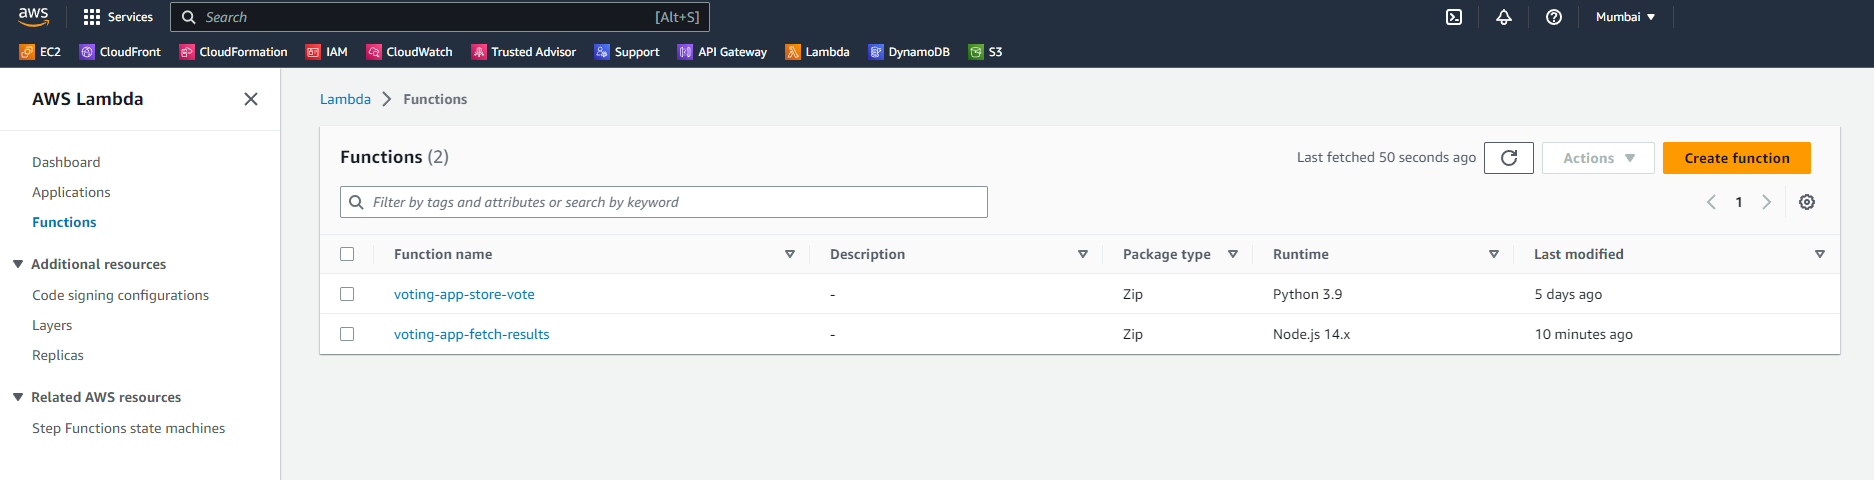 aws Services Search [Alt+S] Mumbai
EC2 CloudFront CloudFormation IAM CloudWatch Trusted Advisor Support API Gateway Lambda DynamoDB S3
AWS Lambda
Dashboard
Applications
Functions
Additional resources
Code signing configurations
Layers
Replicas
Related AWS resources
Step Functions state machines
Lambda Functions
Functions (2) Last fetched 50 seconds ago Actions Create function
Filter by tags and attributes or search by keyword 1
Function name Description Package type Runtime Last modified
voting-app-store-vote - Zip Python 3.9 5 days ago
voting-app-fetch-results - Zip Node.js 14.x 10 minutes ago